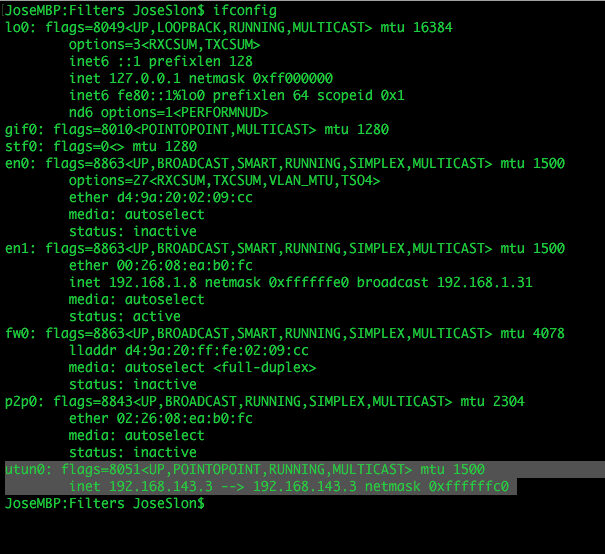 JoseMBP:Filters JoseSlon$ ifconfig
lo0: flags=8049<UP,LOOPBACK,RUNNING,MULTICAST> mtu 16384
options=3<RXCSUM,TXCSUM>
inet6 ::1 prefixlen 128
inet 127.0.0.1 netmask 0xff000000
inet6 fe80::1%lo0 prefixlen 64 scopeid 0x1
nd6 options=1<PERFORMNUD>
gif0: flags=8010<POINTOPOINT,MULTICAST> mtu 1280
stf0: flags=0<> mtu 1280
en0: flags=8863<UP,BROADCAST,SMART,RUNNING,SIMPLEX,MULTICAST> mtu 1500
options=27<RXCSUM,TXCSUM,VLAN_MTU,TSO4>
ether d4:9a:20:02:09:cc
media: autoselect
status: inactive
en1: flags=8863<UP,BROADCAST,SMART,RUNNING,SIMPLEX,MULTICAST> mtu 1500
ether 00:26:08:ea:b0:fc
inet 192.168.1.8 netmask 0xffffffe0 broadcast 192.168.1.31
media: autoselect
status: active
fw0: flags=8863<UP,BROADCAST,SMART,RUNNING,SIMPLEX,MULTICAST> mtu 4078
lladdr d4:9a:20:ff:fe:02:09:cc
media: autoselect <full-duplex>
status: inactive
p2p0: flags=8843<UP,BROADCAST,RUNNING,SIMPLEX,MULTICAST> mtu 2304
ether 02:26:08:ea:b0:fc
media: autoselect
status: inactive
utun0: flags=8051<UP,POINTOPOINT,RUNNING,MULTICAST> mtu 1500
inet 192.168.143.3 --> 192.168.143.3 netmask 0xffffffc0
JoseMBP:Filters JoseSlon$